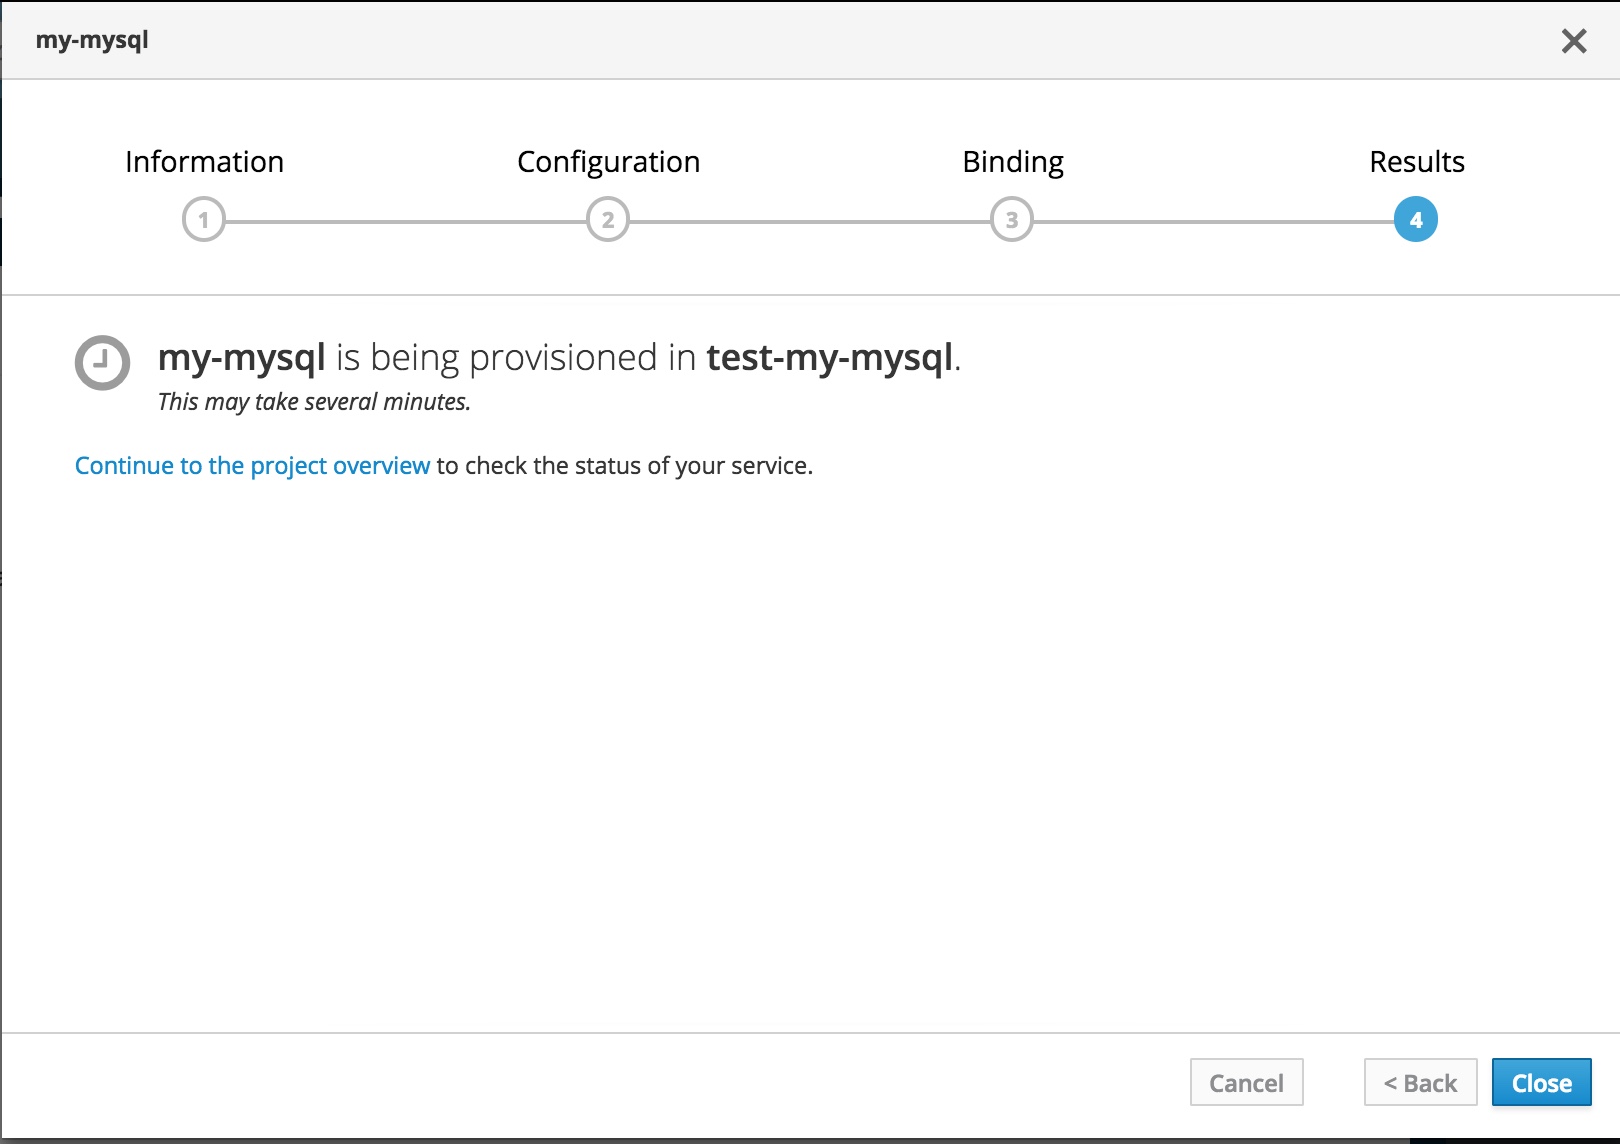 my-mysql
Information
Configuration
Binding
Results
1
2
3
4
my-mysql is being provisioned in test-my-mysql.
This may take several minutes.
Continue to the project overview to check the status of your service.
Cancel
< Back
Close